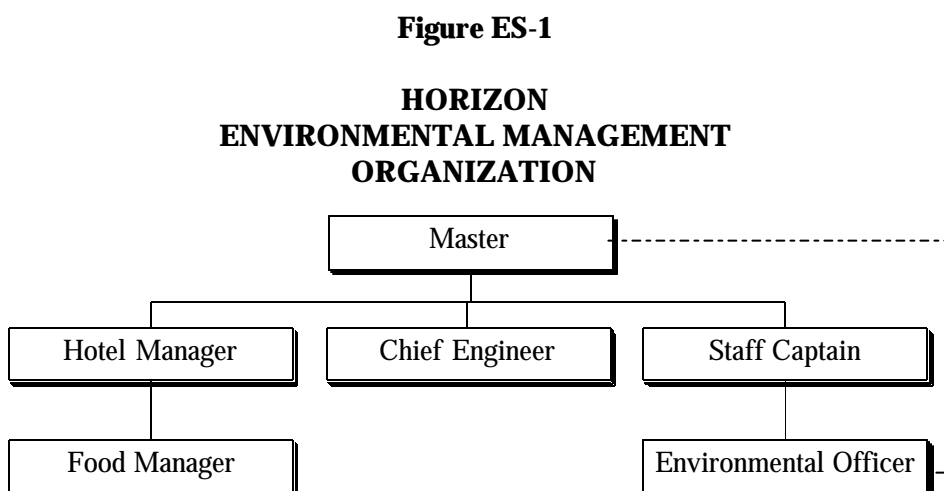 Figure ES-1
HORIZON
ENVIRONMENTAL MANAGEMENT
ORGANIZATION
Master
Hotel Manager
Chief Engineer
Staff Captain
Food Manager
Environmental Officer